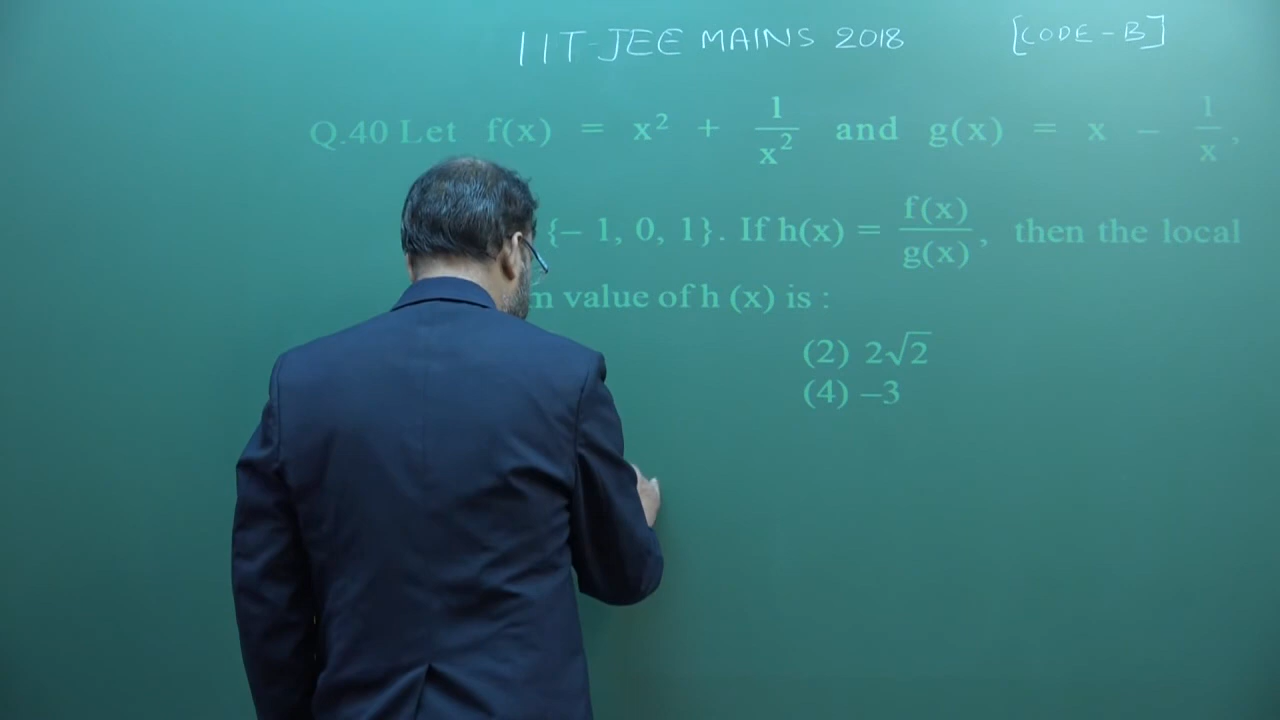 IIT-JEE MAINS 2018 [CODE-B]
Q.40 Let f(x) = x² + 1/x² and g(x) = x – 1/x,
{– 1, 0, 1}. If h(x) = f(x)/g(x), then the local
value of h (x) is :
(2) 2√2
(4) –3